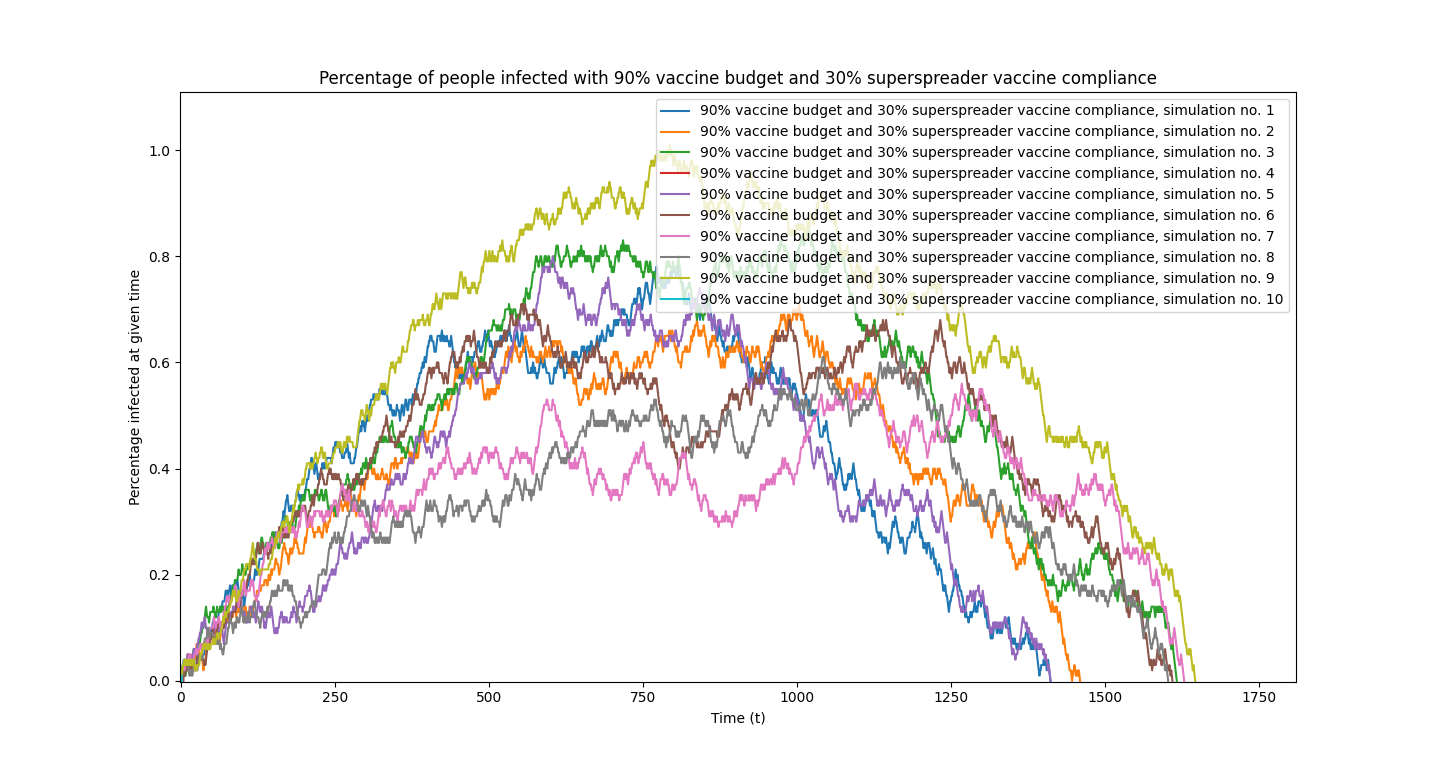 Percentage of people infected with 90% vaccine budget and 30% superspreader vaccine compliance
90% vaccine budget and 30% superspreader vaccine compliance, simulation no. 1
90% vaccine budget and 30% superspreader vaccine compliance, simulation no. 2
90% vaccine budget and 30% superspreader vaccine compliance, simulation no. 3
90% vaccine budget and 30% superspreader vaccine compliance, simulation no. 4
90% vaccine budget and 30% superspreader vaccine compliance, simulation no. 5
90% vaccine budget and 30% superspreader vaccine compliance, simulation no. 6
90% vaccine budget and 30% superspreader vaccine compliance, simulation no. 7
90% vaccine budget and 30% superspreader vaccine compliance, simulation no. 8
90% vaccine budget and 30% superspreader vaccine compliance, simulation no. 9
90% vaccine budget and 30% superspreader vaccine compliance, simulation no. 10
Percentage infected at given time
1.0
0.8
0.6
0.4
0.2
0.0
0 250 500 750 1000 1250 1500 1750
Time (t)